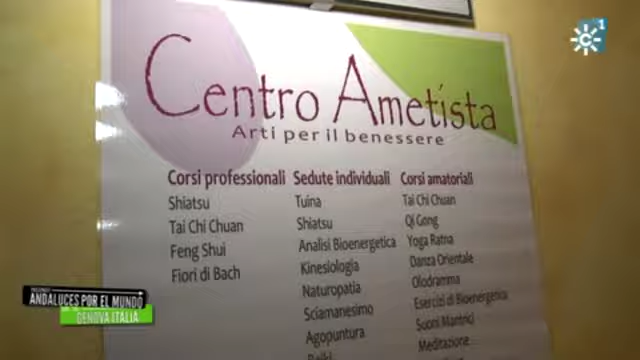 Centro Ametista
Arti per il benessere
Corsi professionali
Shiatsu
Tai Chi Chuan
Feng Shui
Fiori di Bach
Sedute individuali
Tuina
Shiatsu
Analisi Bioenergetica
Kinesiologia
Naturopatia
Sciamanesimo
Agopuntura
Reiki
Corsi amatoriali
Tai Chi Chuan
Qi Gong
Yoga Ratna
Danza Orientale
Olodramma
Esercizi di Bioenergetica
Suoni Mantrici
Meditazione
1
ANDALUCES POR EL MUNDO
GENOVA ITALIA